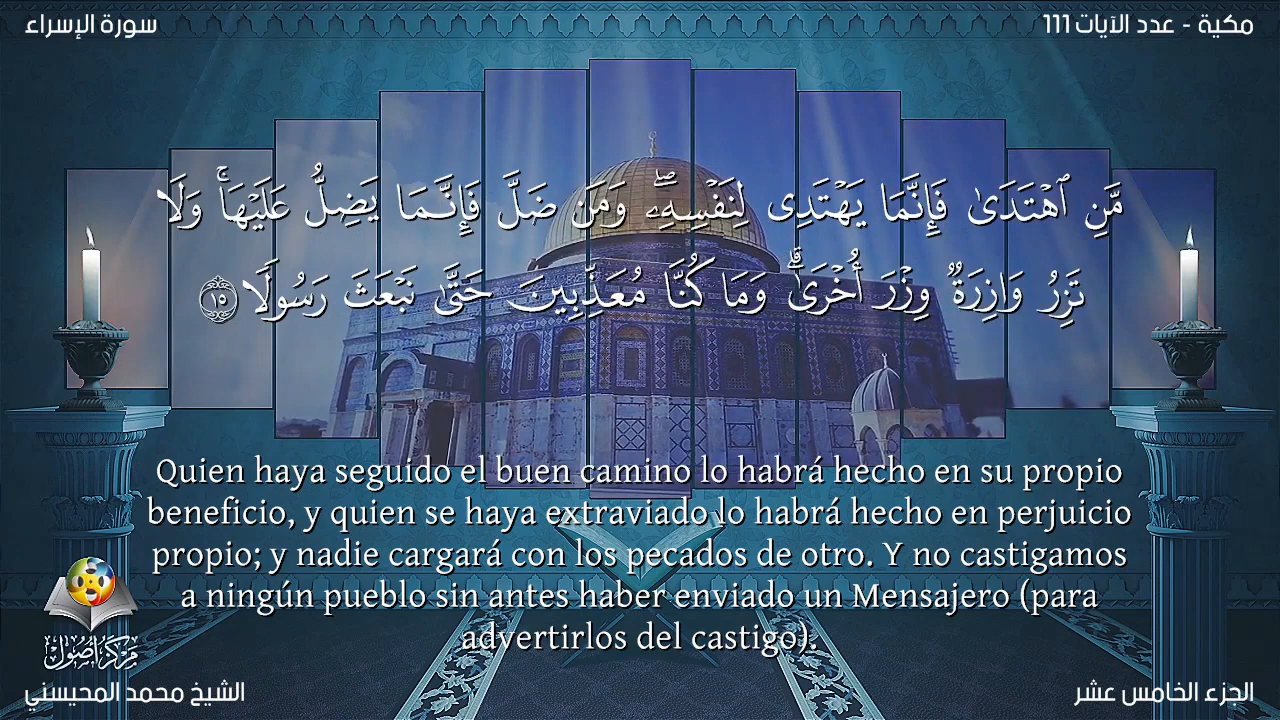 سورة الإسراء
مكية - عدد الآيات 111
مَّنِ ٱهْتَدَىٰ فَإِنَّمَا يَهْتَدِى لِنَفْسِهِۦ ۖ وَمَن ضَلَّ فَإِنَّمَا يَضِلُّ عَلَيْهَا ۚ وَلَا
تَزِرُ وَازِرَةٌ وِزْرَ أُخْرَىٰ ۗ وَمَا كُنَّا مُعَذِّبِينَ حَتَّىٰ نَبْعَثَ رَسُولًا ١٥
Quien haya seguido el buen camino lo habrá hecho en su propio
beneficio, y quien se haya extraviado lo habrá hecho en perjuicio
propio; y nadie cargará con los pecados de otro. Y no castigamos
a ningún pueblo sin antes haber enviado un Mensajero (para
advertirlos del castigo).
مركز أصول
الشيخ محمد المحيسني
الجزء الخامس عشر